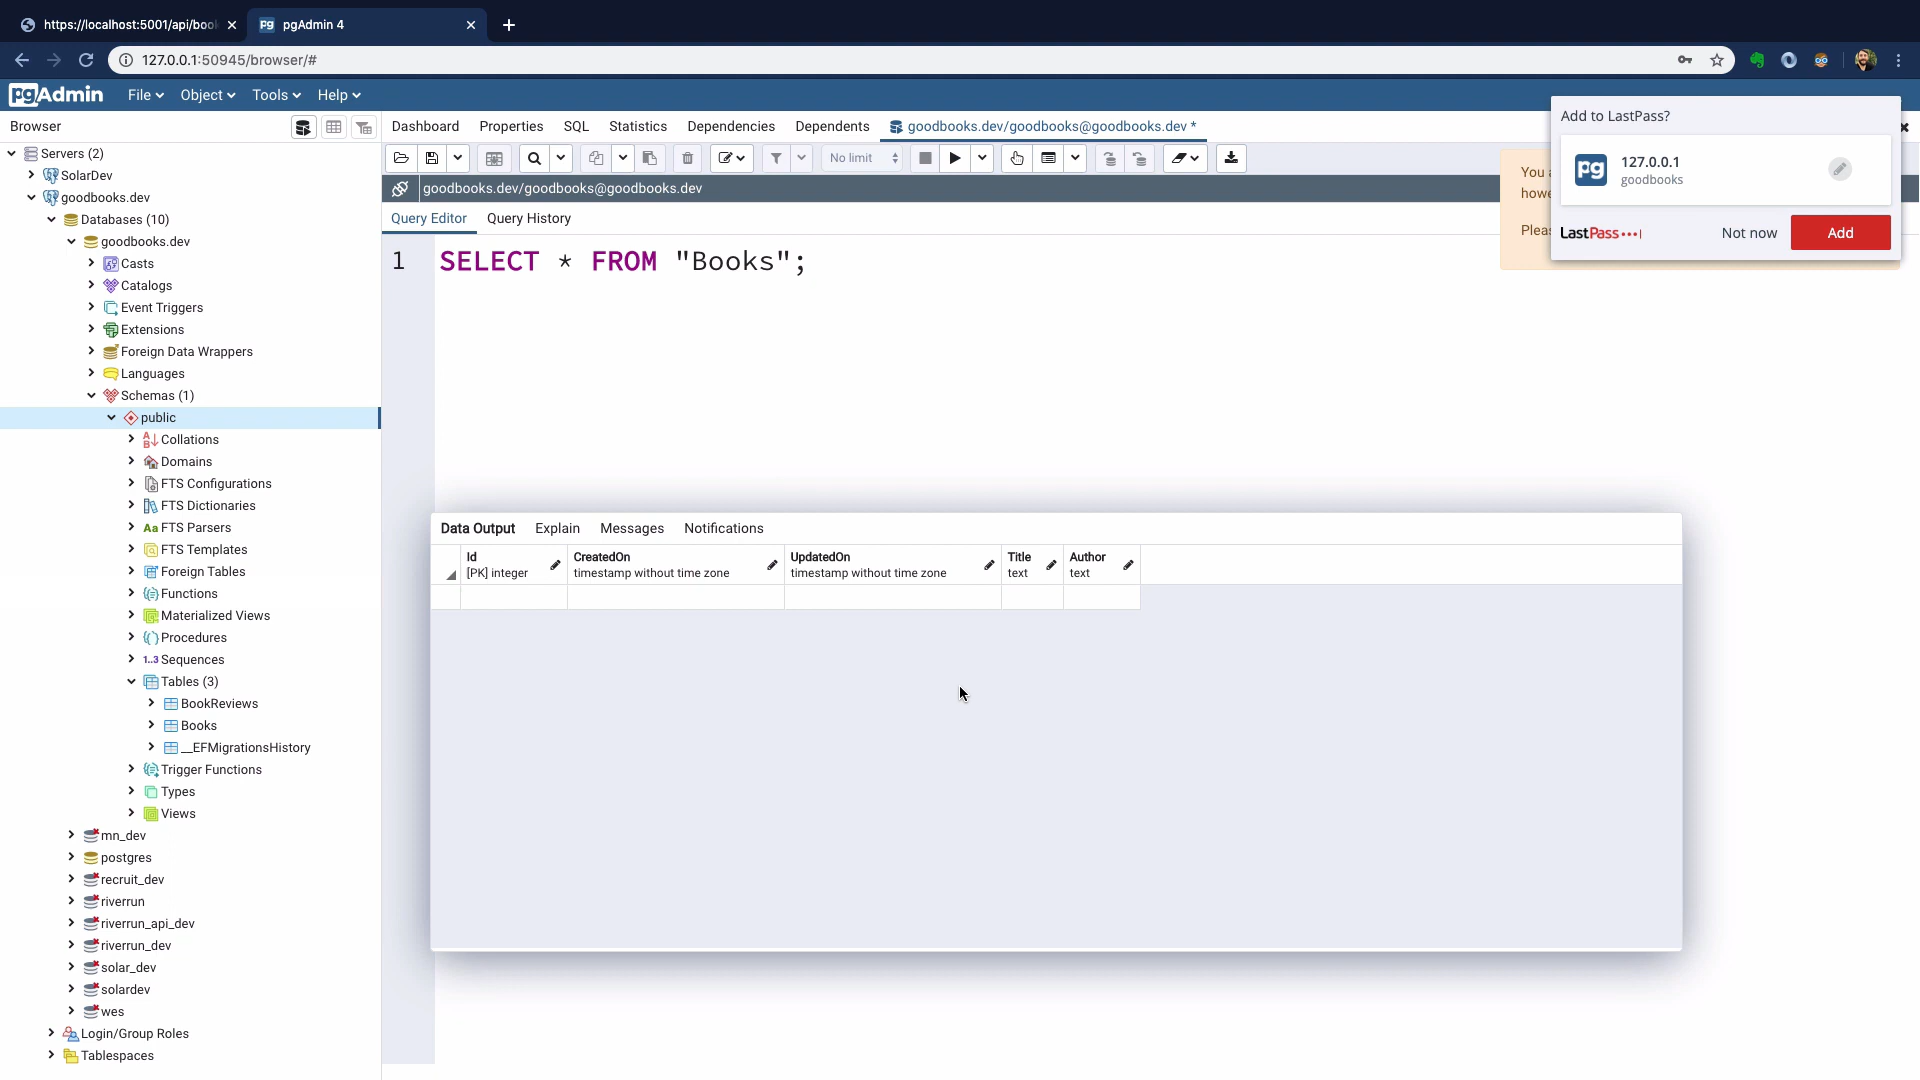 https://localhost:5001/api/boo
pgAdmin 4
127.0.0.1:50945/browser/#
pgAdmin
File
Object
Tools
Help
Browser
Dashboard
Properties
SQL
Statistics
Dependencies
Dependents
goodbooks.dev/goodbooks@goodbooks.dev *
No limit
goodbooks.dev/goodbooks@goodbooks.dev
Query Editor
Query History
1
SELECT * FROM "Books";
Add to LastPass?
127.0.0.1
goodbooks
LastPass
Not now
Add
You
howe
Pleas
Servers (2)
SolarDev
goodbooks.dev
Databases (10)
goodbooks.dev
Casts
Catalogs
Event Triggers
Extensions
Foreign Data Wrappers
Languages
Schemas (1)
public
Collations
Domains
FTS Configurations
FTS Dictionaries
Aa FTS Parsers
FTS Templates
Foreign Tables
Functions
Materialized Views
Procedures
1..3 Sequences
Tables (3)
BookReviews
Books
__EFMigrationsHistory
Trigger Functions
Types
Views
mn_dev
postgres
recruit_dev
riverrun
riverrun_api_dev
riverrun_dev
solar_dev
solardev
wes
Login/Group Roles
Tablespaces
Data Output
Explain
Messages
Notifications
Id
[PK] integer
CreatedOn
timestamp without time zone
UpdatedOn
timestamp without time zone
Title
text
Author
text